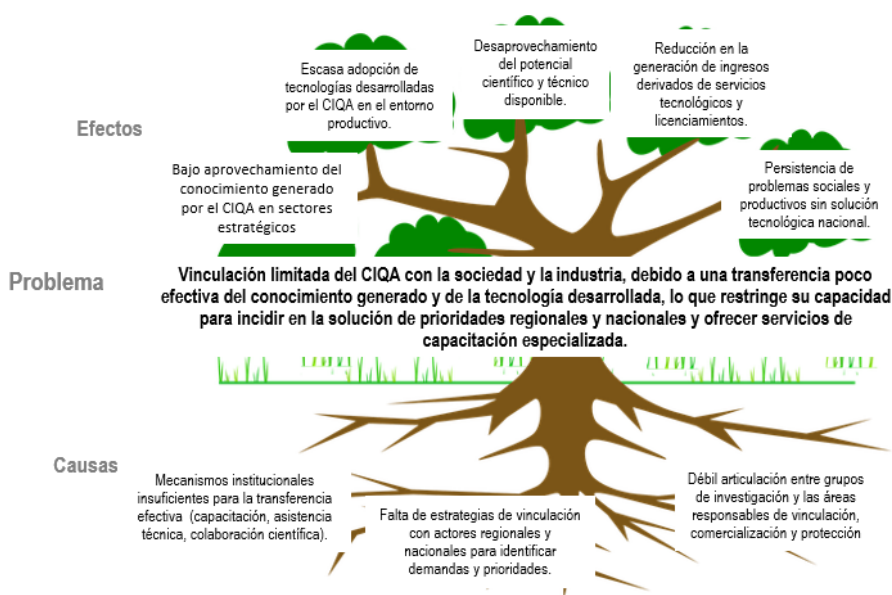 Efectos
Bajo aprovechamiento del
conocimiento generado
por el CIQA en sectores
estratégicos
Escasa adopción de
tecnologías desarrolladas
por el CIQA en el entorno
productivo.
Desaprovechamiento
del potencial
científico y técnico
disponible.
Reducción en la
generación de ingresos
derivados de servicios
tecnológicos y
licenciamientos.
Persistencia de
problemas sociales y
productivos sin solución
tecnológica nacional.
Problema
Vinculación limitada del CIQA con la sociedad y la industria, debido a una transferencia poco
efectiva del conocimiento generado y de la tecnología desarrollada, lo que restringe su capacidad
para incidir en la solución de prioridades regionales y nacionales y ofrecer servicios de
capacitación especializada.
Causas
Mecanismos institucionales
insuficientes para la transferencia
efectiva (capacitación, asistencia
técnica, colaboración científica).
Falta de estrategias de vinculación
con actores regionales y
nacionales para identificar
demandas y prioridades.
Débil articulación entre grupos
de investigación y las áreas
responsables de vinculación,
comercialización y protección